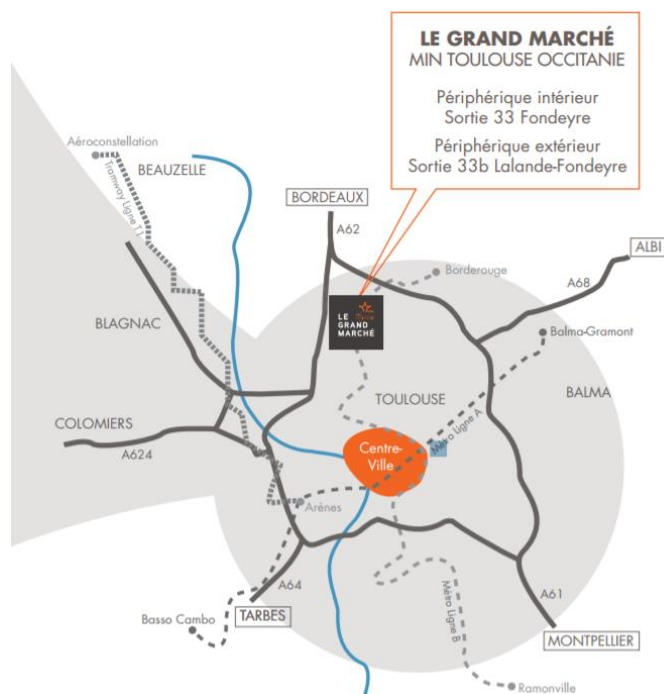 LE GRAND MARCHÉ
MIN TOULOUSE OCCITANIE
Périphérique intérieur
Sortie 33 Fondeyre
Périphérique extérieur
Sortie 33b Lalande-Fondeyre
Aéroconstellation
Tramway Ligne T1
BEAUZELLE
BORDEAUX
A62
ALBI
Borderouge
A68
LE
GRAND
MARCHÉ
Balma-Gramont
BLAGNAC
TOULOUSE
BALMA
COLOMIERS
A624
Centre-
Ville
Métro Ligne A
Arènes
A64
A61
TARBES
Basso Cambo
Métro Ligne B
MONTPELLIER
Ramonville